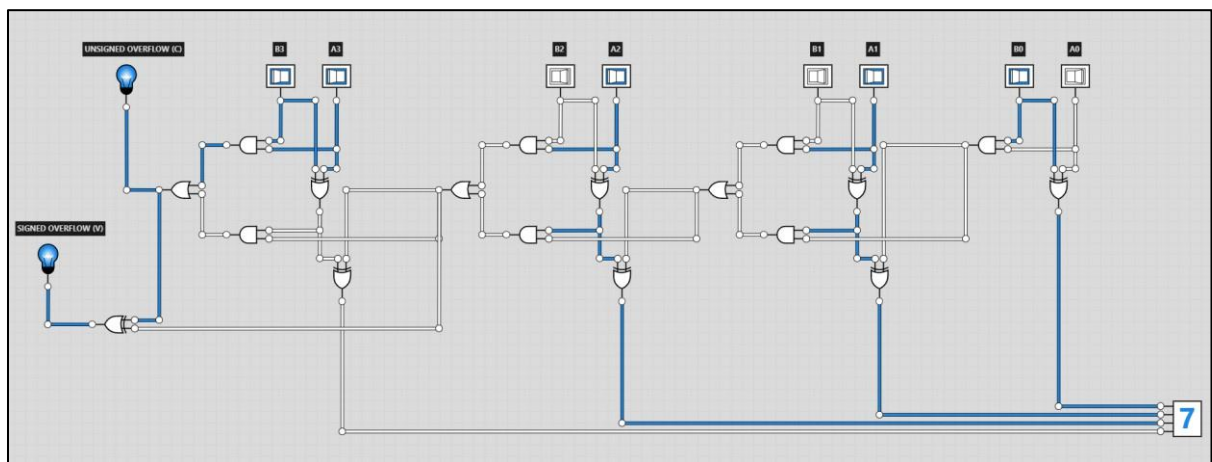 UNSIGNED OVERFLOW (C)
B3
A3
B2
A2
B1
A1
B0
A0
SIGNED OVERFLOW (V)
7